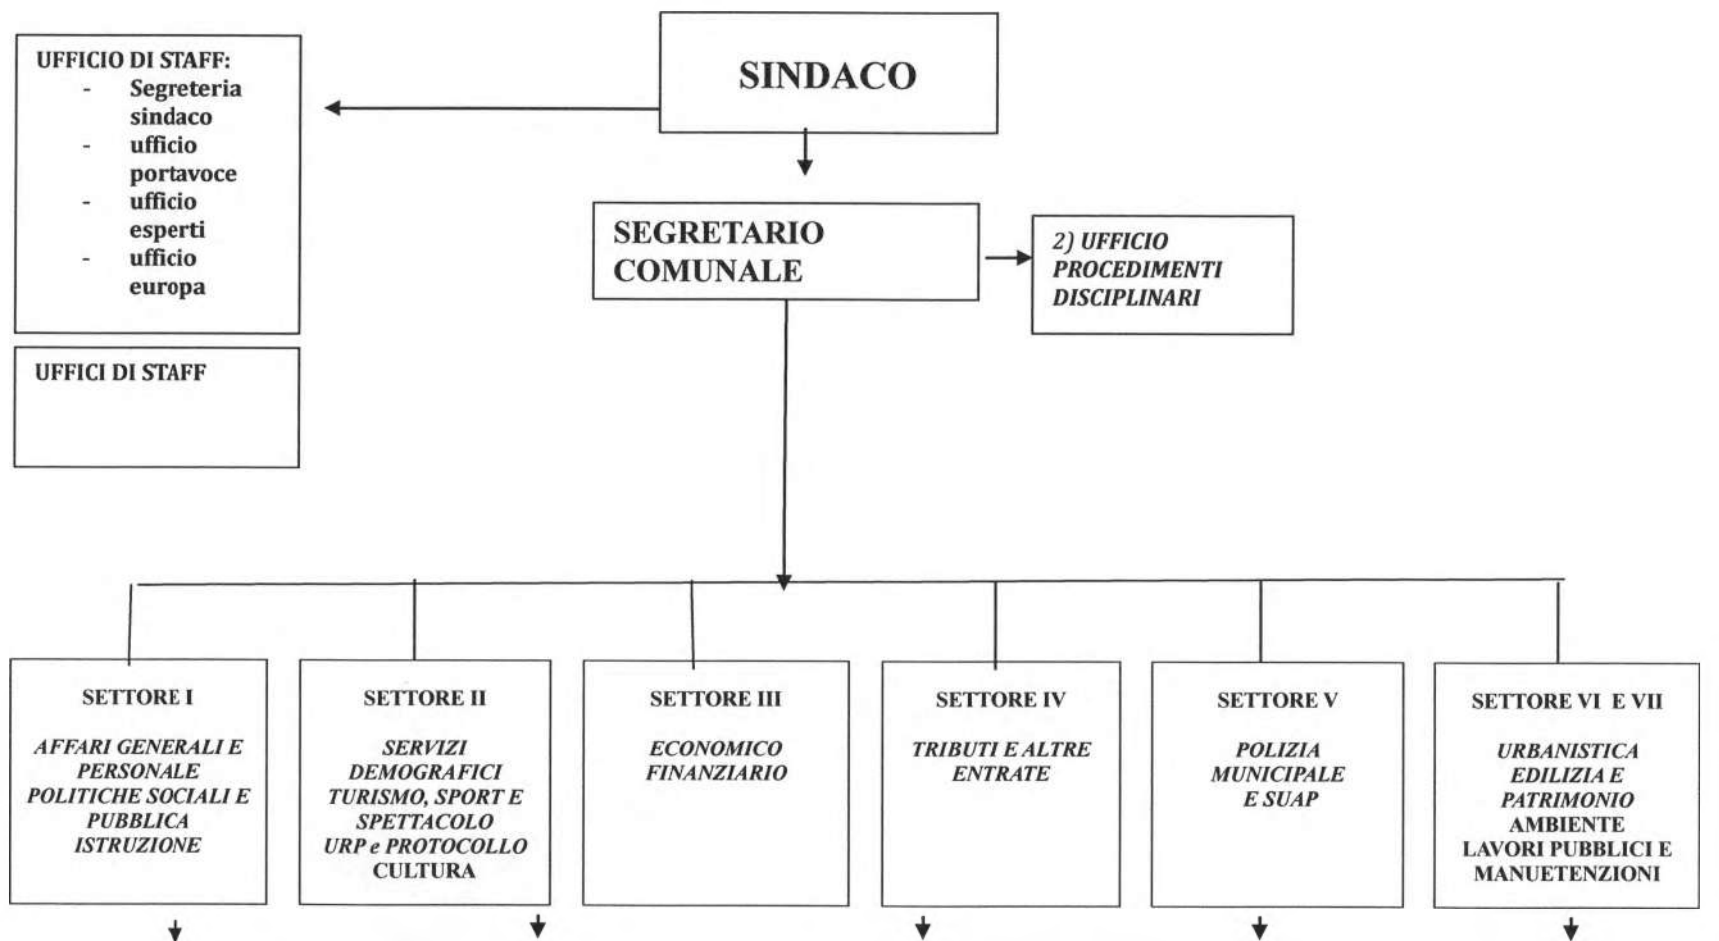 SINDACO
UFFICIO DI STAFF:
- Segreteria
sindaco
- ufficio
portavoce
- ufficio
esperti
- ufficio
europa
SEGRETARIO
COMUNALE
2) UFFICIO
PROCEDIMENTI
DISCIPLINARI
UFFICI DI STAFF
SETTORE I
AFFARI GENERALI E
PERSONALE
POLITICHE SOCIALI E
PUBBLICA
ISTRUZIONE
SETTORE II
SERVIZI
DEMOGRAFICI
TURISMO, SPORT E
SPETTACOLO
URP e PROTOCOLLO
CULTURA
SETTORE III
ECONOMICO
FINANZIARIO
SETTORE IV
TRIBUTI E ALTRE
ENTRATE
SETTORE V
POLIZIA
MUNICIPALE
E SUAP
SETTORE VI E VII
URBANISTICA
EDILIZIA E
PATRIMONIO
AMBIENTE
LAVORI PUBBLICI E
MANUETENZIONI